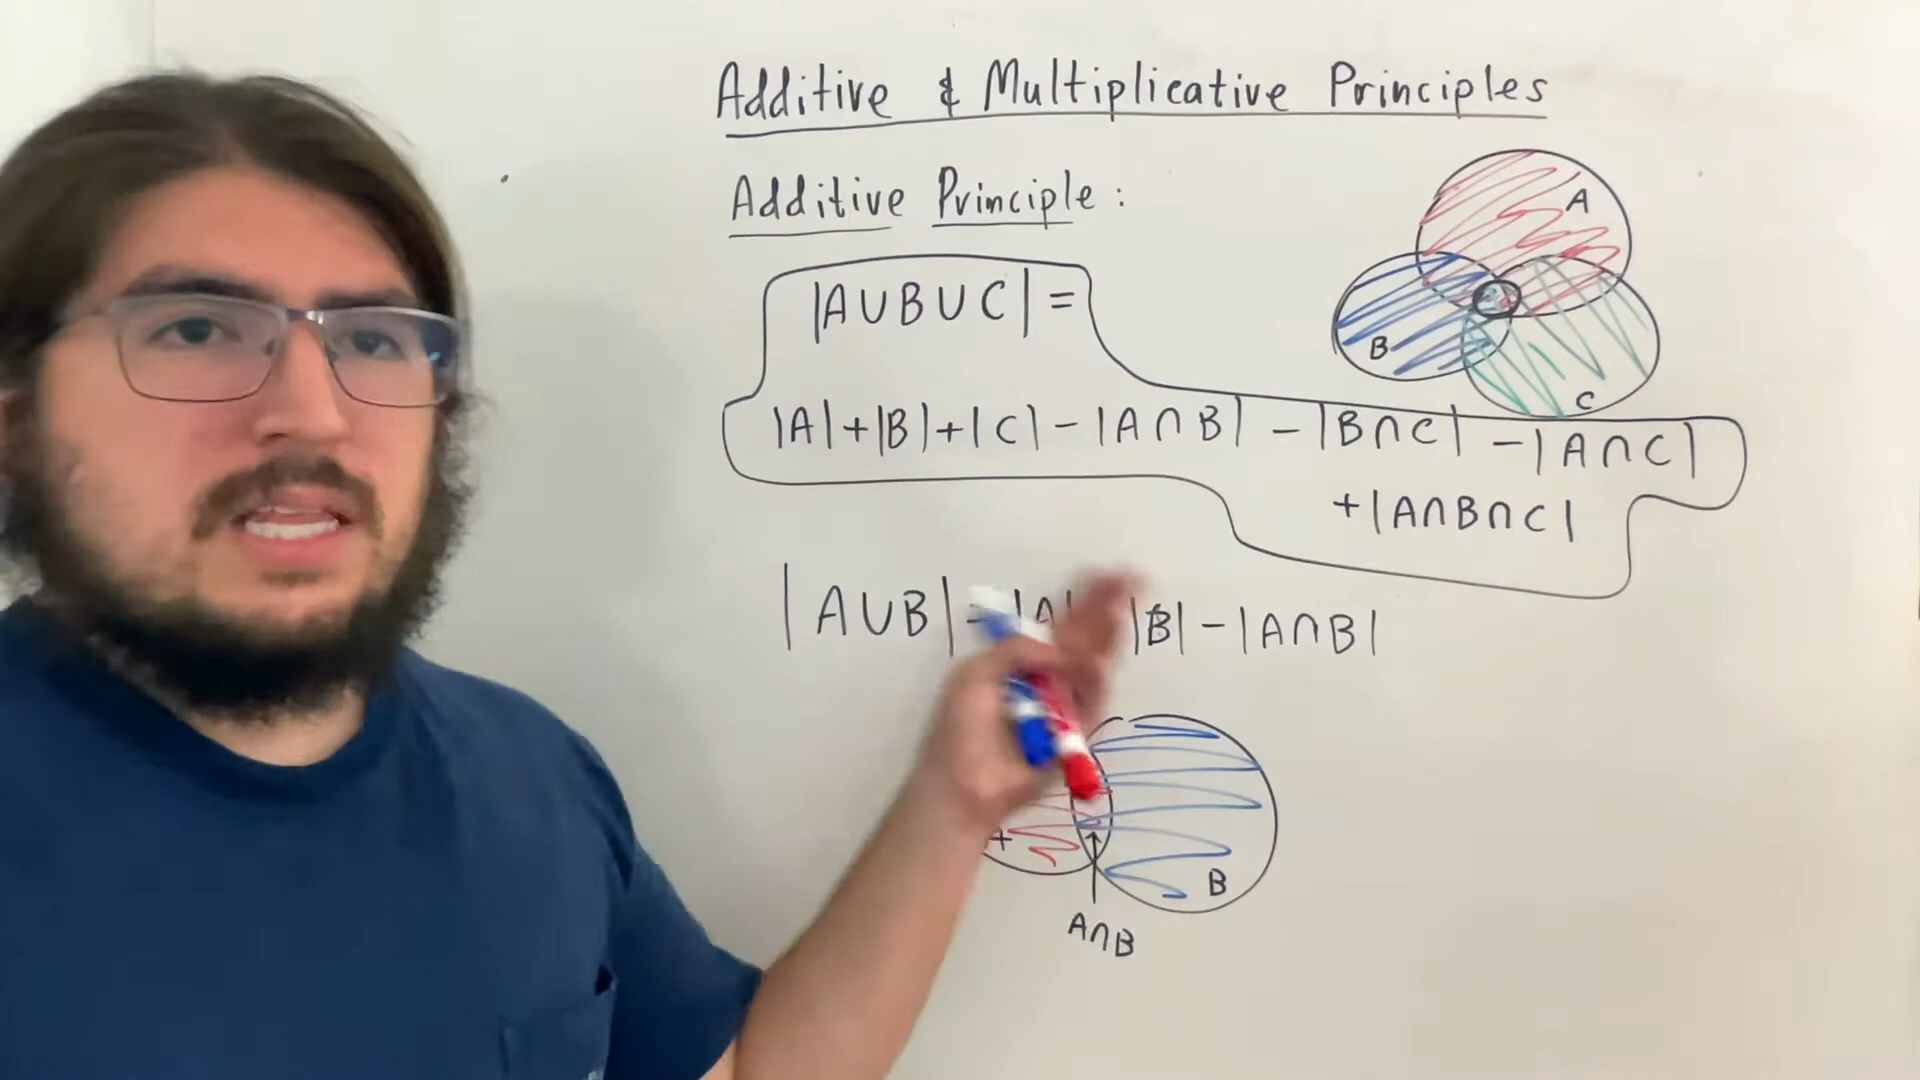 Additive & Multiplicative Principles
Additive Principle:
|A∪B∪C| =
|A|+|B|+|C|-|A∩B| -|B∩C| -|A∩C|
+|A∩B∩C|
A
B
C
|A∪B| |A| |B| - |A∩B|
B
A∩B